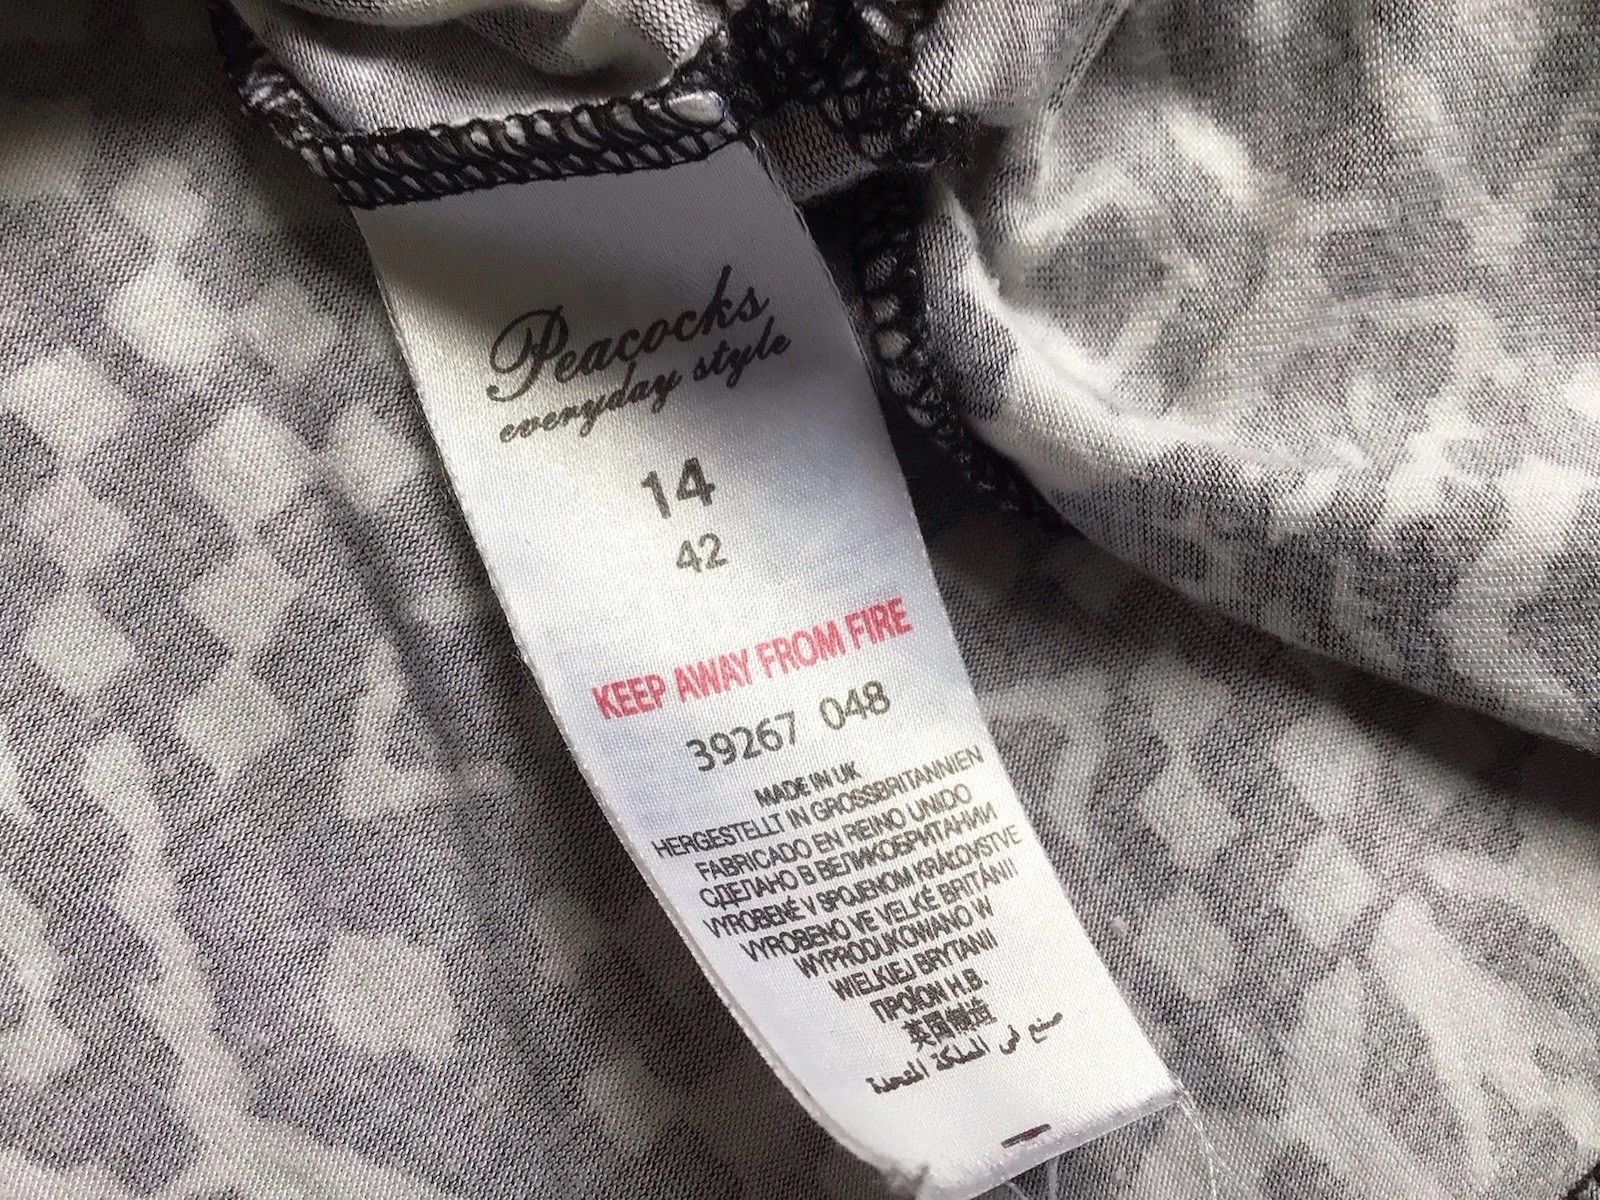 Peacocks
everyday style
14
42
KEEP AWAY FROM FIRE
39267 048
MADE IN UK
HERGESTELLT IN GROSSBRITANNIEN
FABRICADO EN REINO UNIDO
СДЕЛАНО В ВЕЛИКОБРИТАНИИ
VYROBENÉ V SPOJENOM KRÁĽOVSTVE
VYROBENO VE VELKÉ BRITÁNII
WYPRODUKOWANO W
WIELKIEJ BRYTANII
ΠΡΟΪΟΝ Η.Β.
英国制造
صنع في المملكة المتحدة